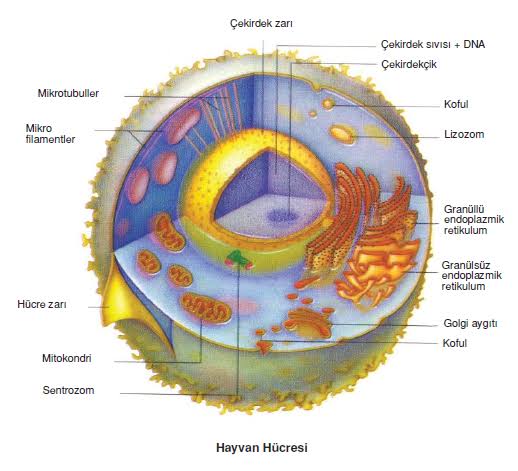 Çekirdek zarı
Çekirdek sıvısı + DNA
Çekirdekçik
Mikrotubuller
Koful
Mikro
filamentler
Lizozom
Granüllü
endoplazmik
retikulum
Granülsüz
endoplazmik
retikulum
Hücre zarı
Golgi aygıtı
Koful
Mitokondri
Sentrozom
Hayvan Hücresi